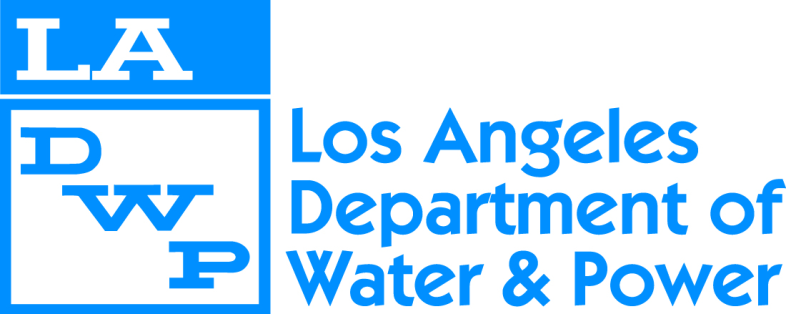 LA
D
W
P
Los Angeles
Department of
Water & Power